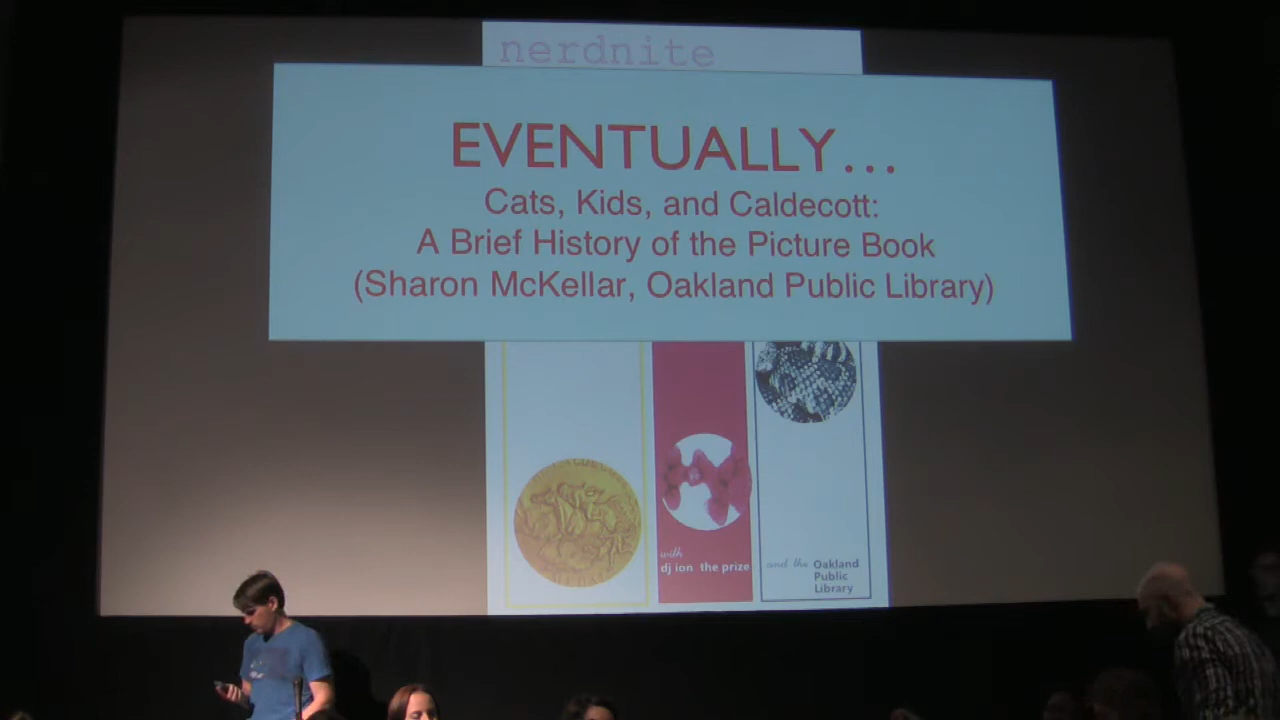 nerdnite
EVENTUALLY...
Cats, Kids, and Caldecott:
A Brief History of the Picture Book
(Sharon McKellar, Oakland Public Library)
with
dj ion the prize
and the Oakland
Public
Library